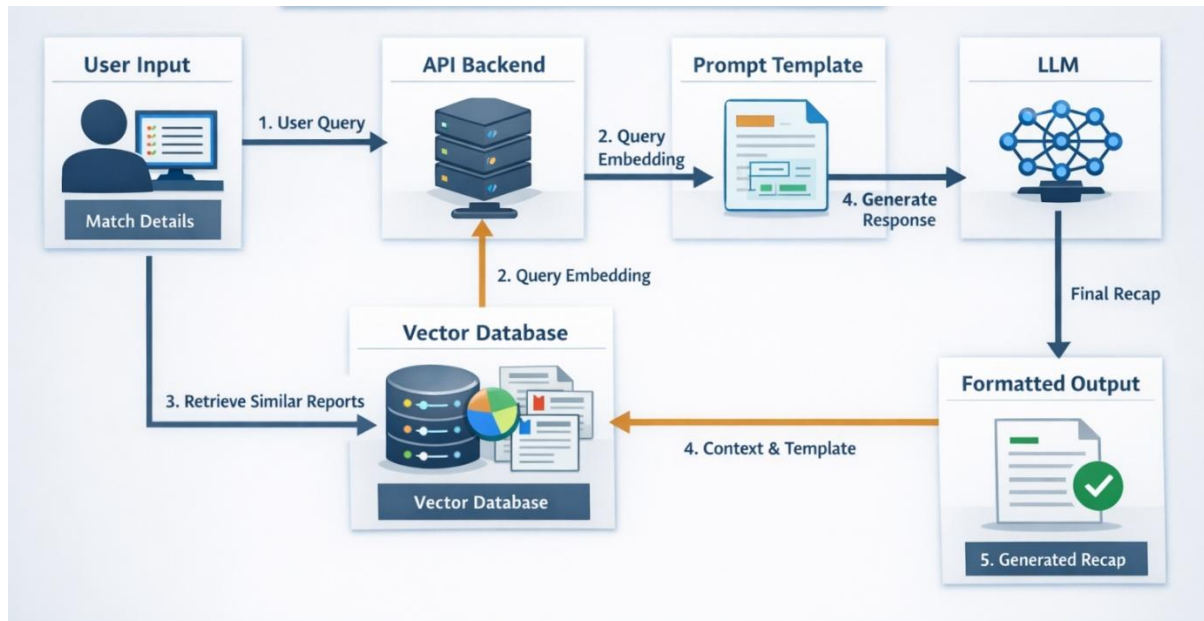 User Input
API Backend
Prompt Template
LLM
1. User Query
2. Query
Embedding
4. Generate
Response
Match Details
2. Query Embedding
Final Recap
Vector Database
Formatted Output
3. Retrieve Similar Reports
4. Context & Template
Vector Database
5. Generated Recap